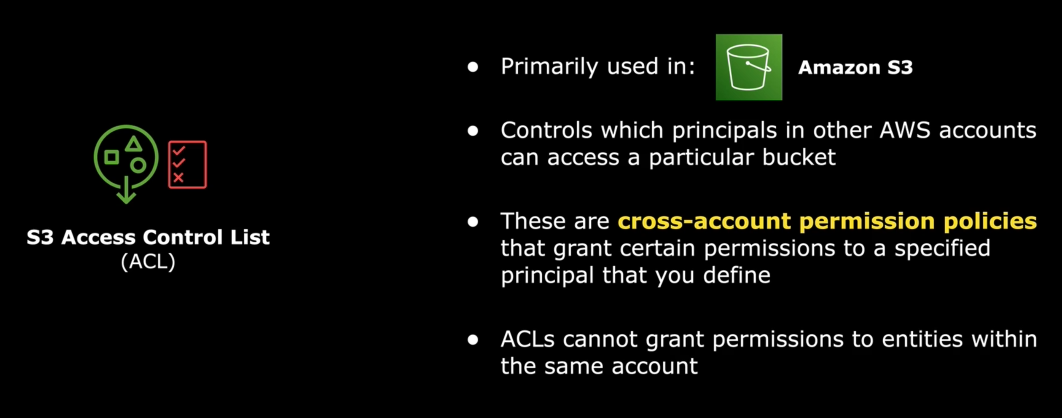 S3 Access Control List
(ACL)
● Primarily used in:
Amazon S3
● Controls which principals in other AWS accounts
can access a particular bucket
● These are cross-account permission policies
that grant certain permissions to a specified
principal that you define
● ACLs cannot grant permissions to entities within
the same account